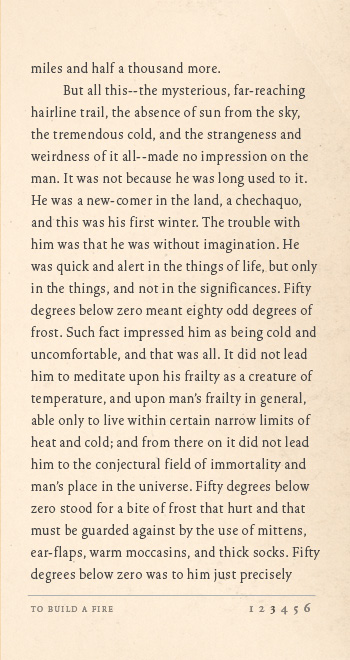 miles and half a thousand more.
But all this--the mysterious, far-reaching
hairline trail, the absence of sun from the sky,
the tremendous cold, and the strangeness and
weirdness of it all--made no impression on the
man. It was not because he was long used to it.
He was a new-comer in the land, a chechaquo,
and this was his first winter. The trouble with
him was that he was without imagination. He
was quick and alert in the things of life, but only
in the things, and not in the significances. Fifty
degrees below zero meant eighty odd degrees of
frost. Such fact impressed him as being cold and
uncomfortable, and that was all. It did not lead
him to meditate upon his frailty as a creature of
temperature, and upon man's frailty in general,
able only to live within certain narrow limits of
heat and cold; and from there on it did not lead
him to the conjectural field of immortality and
man's place in the universe. Fifty degrees below
zero stood for a bite of frost that hurt and that
must be guarded against by the use of mittens,
ear-flaps, warm moccasins, and thick socks. Fifty
degrees below zero was to him just precisely
TO BUILD A FIRE 1 2 3 4 5 6